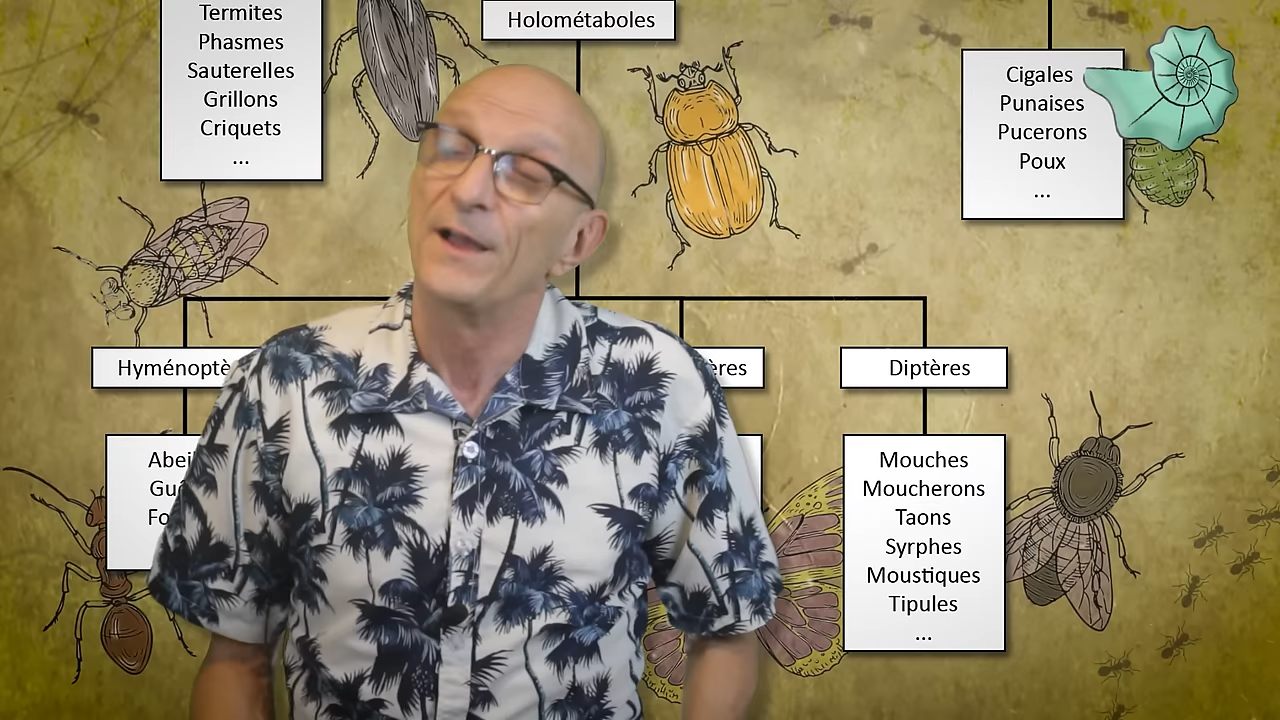 Termites
Phasmes
Sauterelles
Grillons
Criquets
...
Holométaboles
Cigales
Punaises
Pucerons
Poux
...
Diptères
Mouches
Moucherons
Taons
Syrphes
Moustiques
Tipules
...